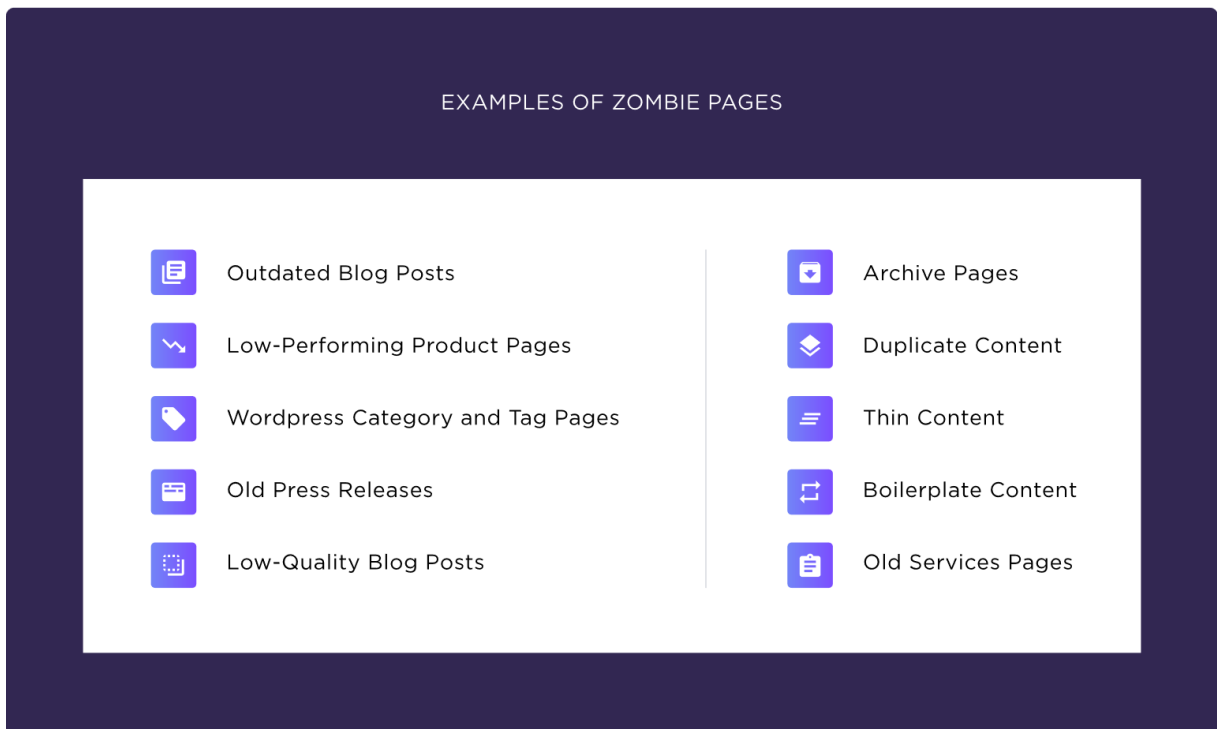 EXAMPLES OF ZOMBIE PAGES
Outdated Blog Posts
Low-Performing Product Pages
Wordpress Category and Tag Pages
Old Press Releases
Low-Quality Blog Posts
Archive Pages
Duplicate Content
Thin Content
Boilerplate Content
Old Services Pages